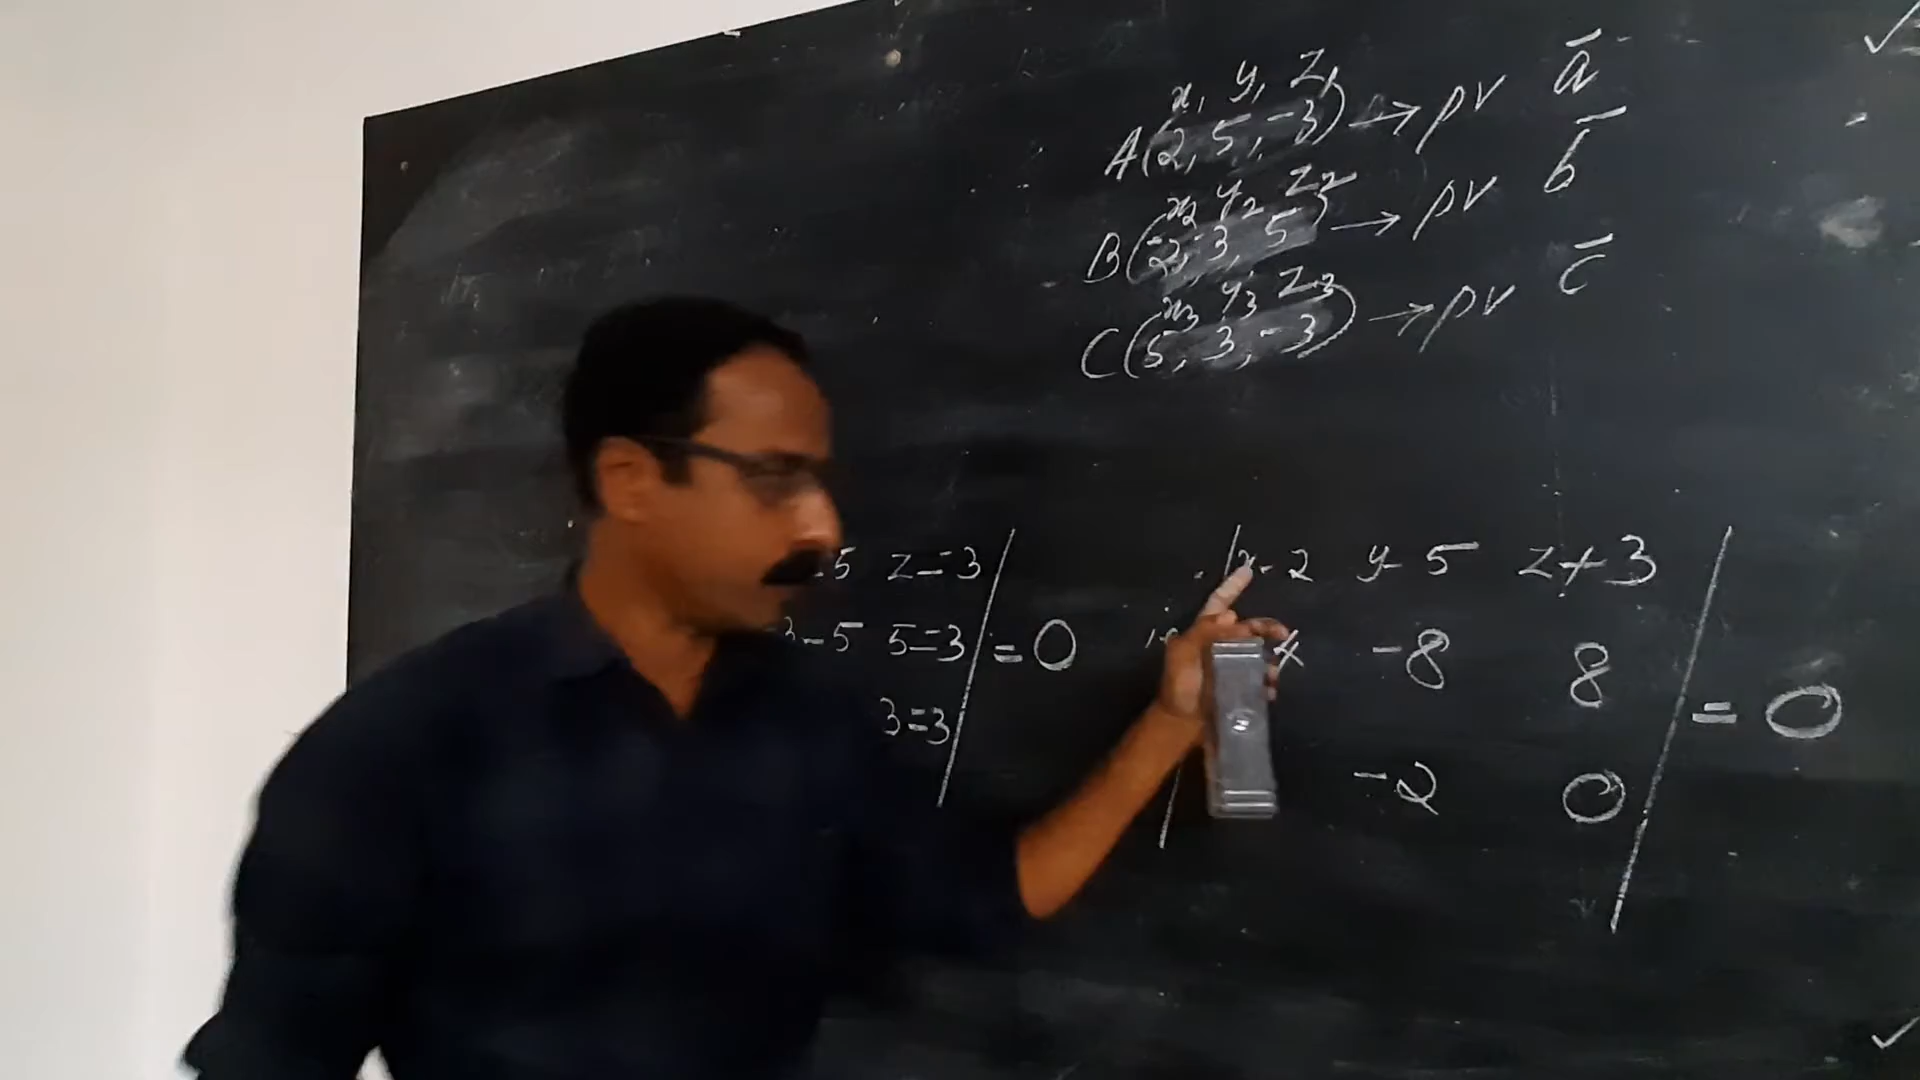 x₁ y₁ z₁
A(2, 5, -3) → pv a̅
x₂ y₂ z₂
B(-2, -3, 5) → pv b̅
x₃ y₃ z₃
C(5, 3, -3) → pv c̅
-5 z--3 | | x-2 y-5 z+3 |
-3-5 5--3 | = 0 4 -8 8 | = 0
3--3 | | -2 0 |